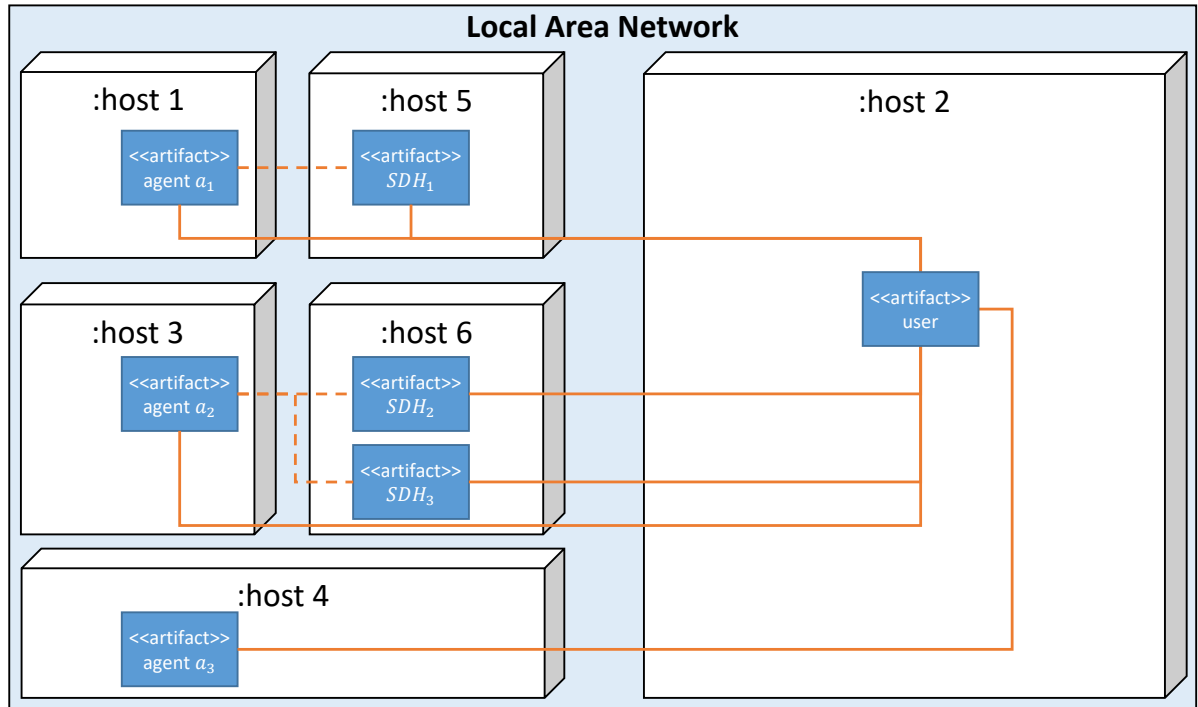 Local Area Network
:host 1
<<artifact>>
agent a₁
:host 5
<<artifact>>
SDH₁
:host 2
<<artifact>>
user
:host 3
<<artifact>>
agent a₂
:host 6
<<artifact>>
SDH₂
<<artifact>>
SDH₃
:host 4
<<artifact>>
agent a₃